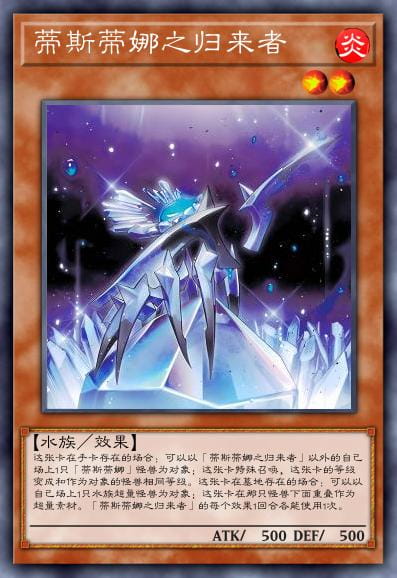 蒂斯蒂娜之归来者
炎
【水族／效果】
这张卡在手卡存在的场合；可以以「蒂斯蒂娜之归来者」以外的自己
场上1只「蒂斯蒂娜」怪兽为对象；这张卡特殊召唤，这张卡的等级
变成和作为对象的怪兽相同等级。这张卡在墓地存在的场合；可以以
自己场上1只水族超量怪兽为对象；这张卡在那只怪兽下面重叠作为
超量素材。「蒂斯蒂娜之归来者」的每个效果1回合各能使用1次。
ATK/ 500 DEF/ 500